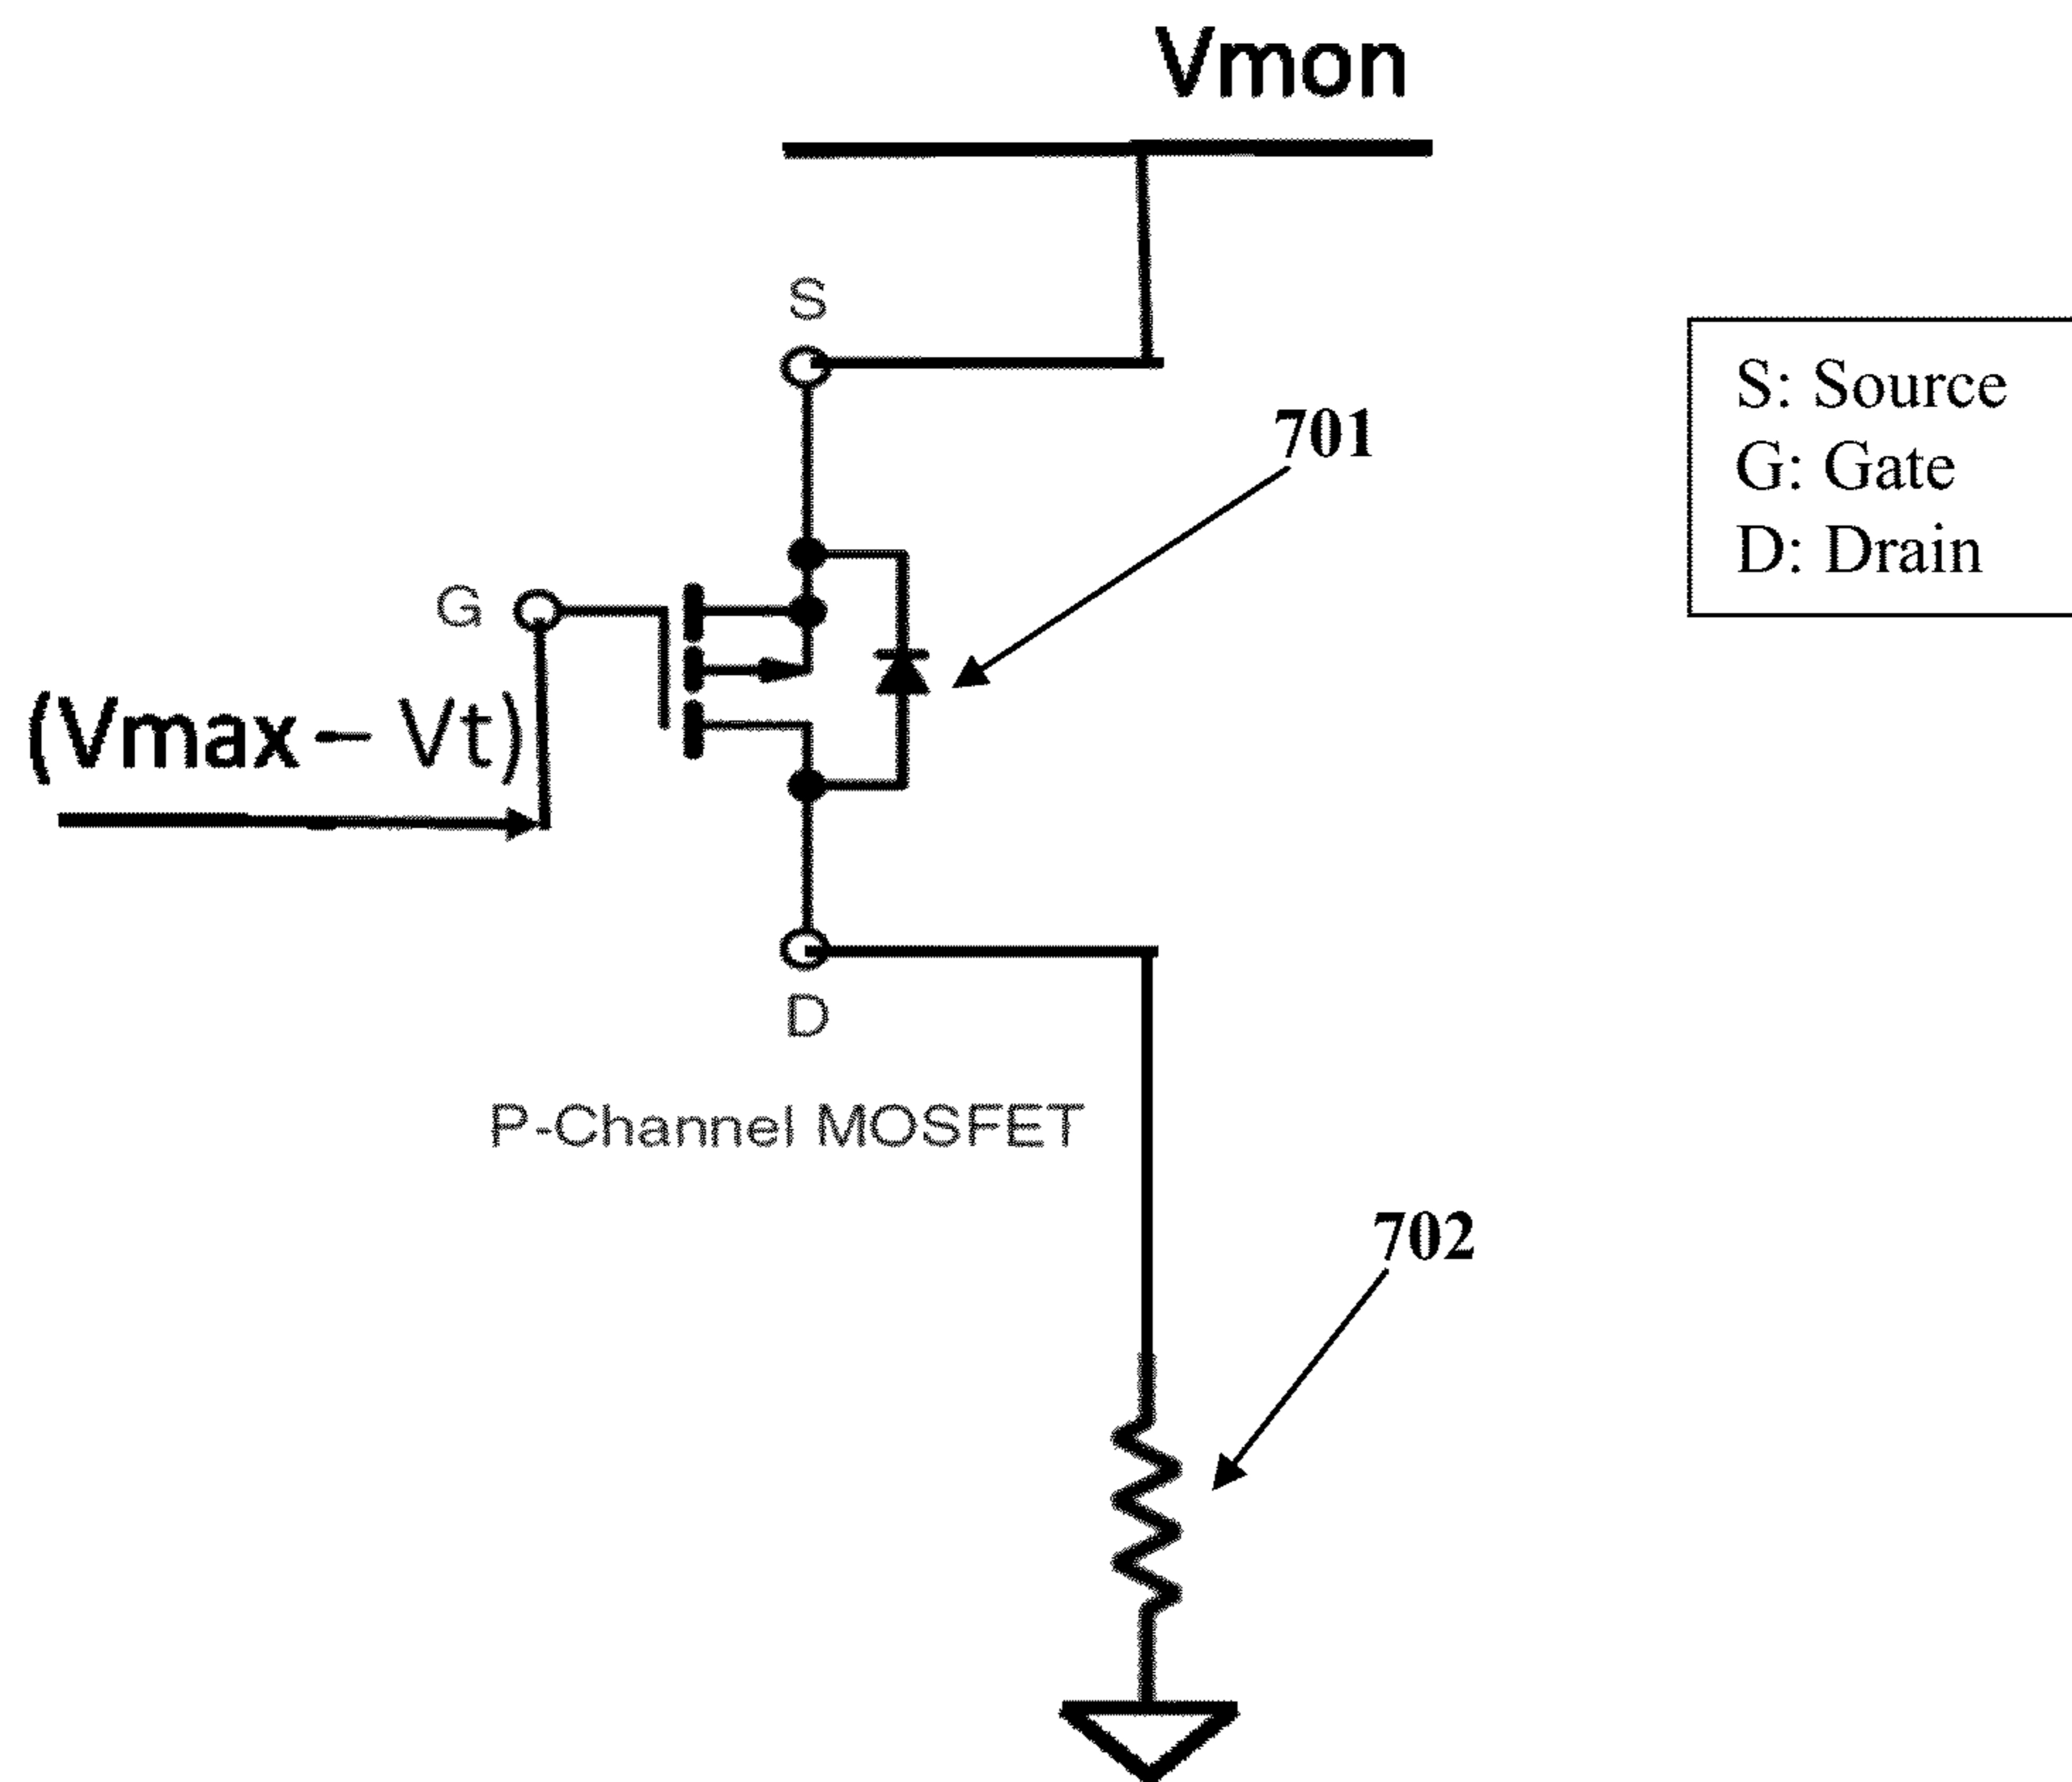 Vmon
S
701
S: Source
G: Gate
D: Drain
G
(Vmax – Vt)
D
P-Channel MOSFET
702